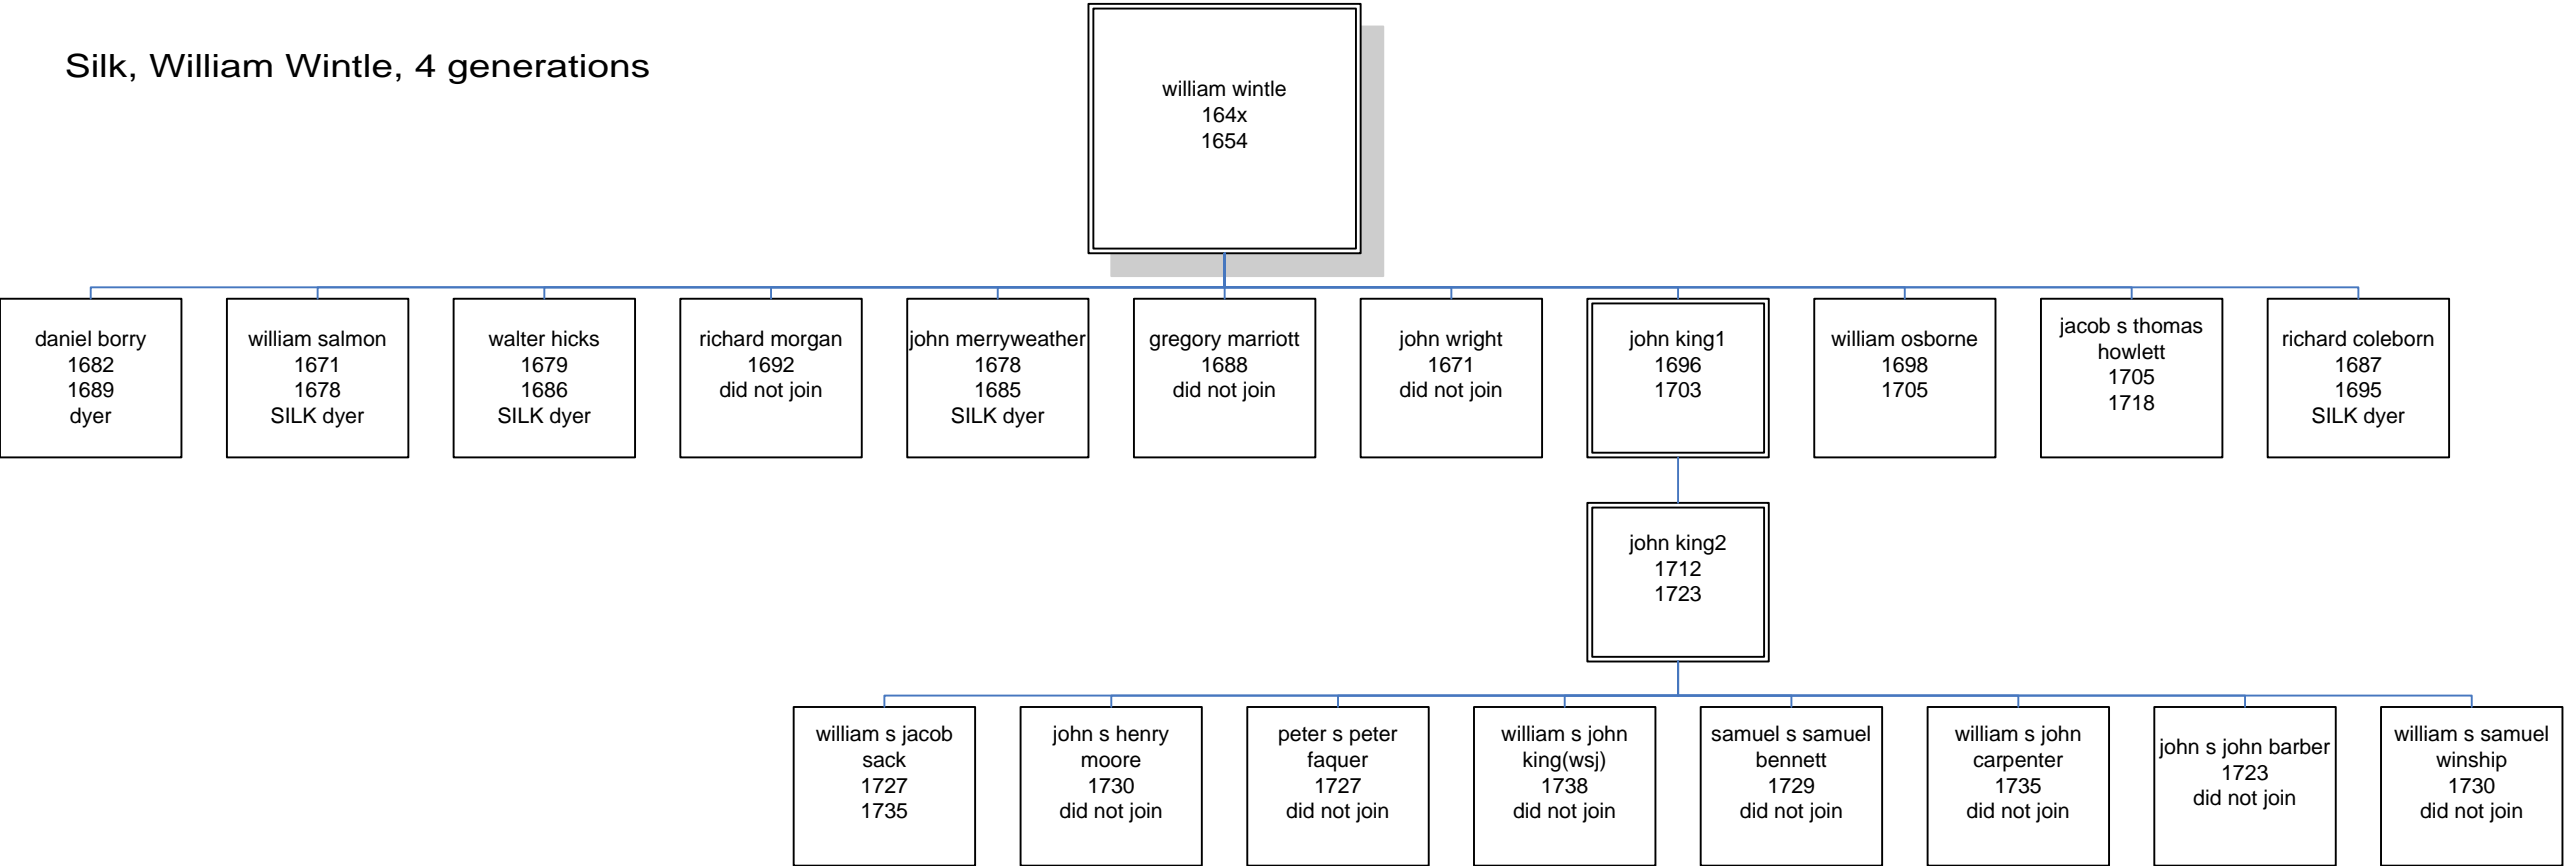 Silk, William Wintle, 4 generations
william wintle
164x
1654
daniel borry
1682
1689
dyer
william salmon
1671
1678
SILK dyer
walter hicks
1679
1686
SILK dyer
richard morgan
1692
did not join
john merryweather
1678
1685
SILK dyer
gregory marriott
1688
did not join
john wright
1671
did not join
john king1
1696
1703
william osborne
1698
1705
jacob s thomas
howlett
1705
1718
richard coleborn
1687
1695
SILK dyer
john king2
1712
1723
william s jacob
sack
1727
1735
john s henry
moore
1730
did not join
peter s peter
faquer
1727
did not join
william s john
king(wsj)
1738
did not join
samuel s samuel
bennett
1729
did not join
william s john
carpenter
1735
did not join
john s john barber
1723
did not join
william s samuel
winship
1730
did not join